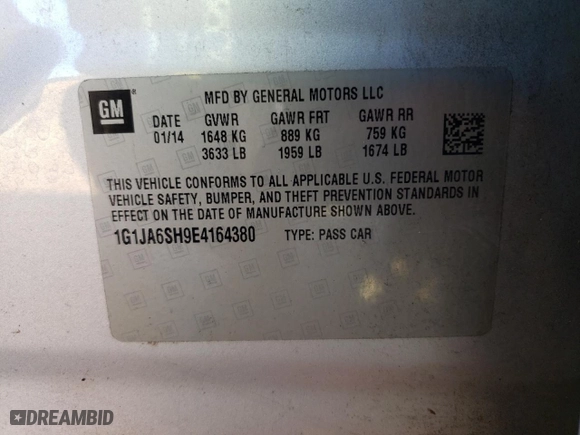 GM
MFD BY GENERAL MOTORS LLC
DATE GVWR GAWR FRT GAWR RR
01/14 1648 KG 889 KG 759 KG
3633 LB 1959 LB 1674 LB
THIS VEHICLE CONFORMS TO ALL APPLICABLE U.S. FEDERAL MOTOR
VEHICLE SAFETY, BUMPER, AND THEFT PREVENTION STANDARDS IN
EFFECT ON THE DATE OF MANUFACTURE SHOWN ABOVE.
1G1JA6SH9E4164380 TYPE: PASS CAR
DREAMBID